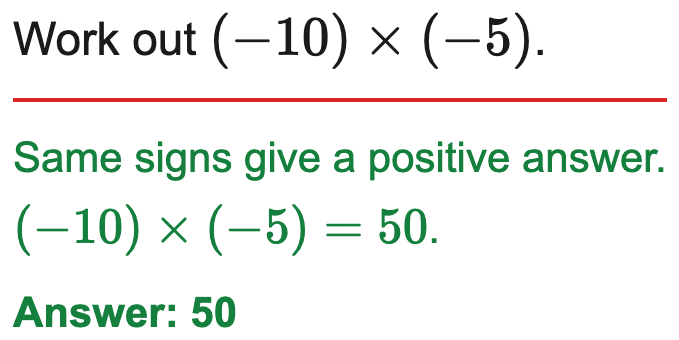 Work out (−10) × (−5).
Same signs give a positive answer.
(−10) × (−5) = 50.
Answer: 50